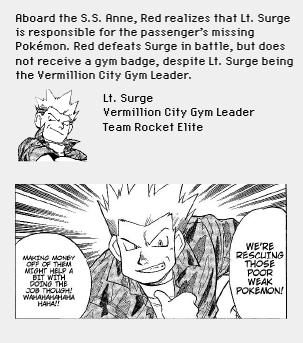 Aboard the S.S. Anne, Red realizes that Lt. Surge
is responsible for the passenger's missing
Pokémon. Red defeats Surge in battle, but does
not receive a gym badge, despite Lt. Surge being
the Vermillion City Gym Leader.
Lt. Surge
Vermillion City Gym Leader
Team Rocket Elite
WE'RE
RESCUING
THOSE
POOR
WEAK
POKEMON!
MAKING MONEY
OFF OF THEM
MIGHT HELP A
BIT WITH
DOING THE
JOB THOUGH!
WAHAHAHAHA
HAHA!!